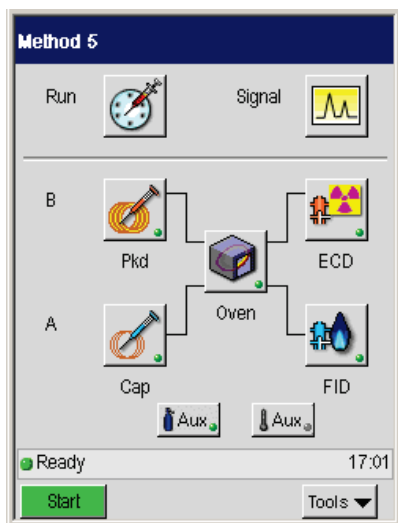 Method 5
Run Signal
B
Pkd ECD
Oven
A
Cap FID
Aux Aux
Ready 17:01
Start Tools